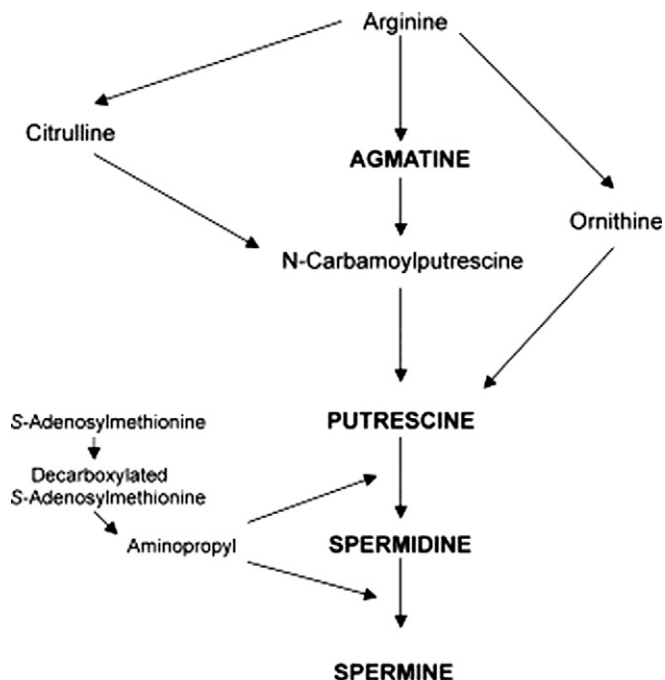 Arginine
Citrulline
AGMATINE
Ornithine
N-Carbamoylputrescine
S-Adenosylmethionine
PUTRESCINE
Decarboxylated
S-Adenosylmethionine
Aminopropyl
SPERMIDINE
SPERMINE